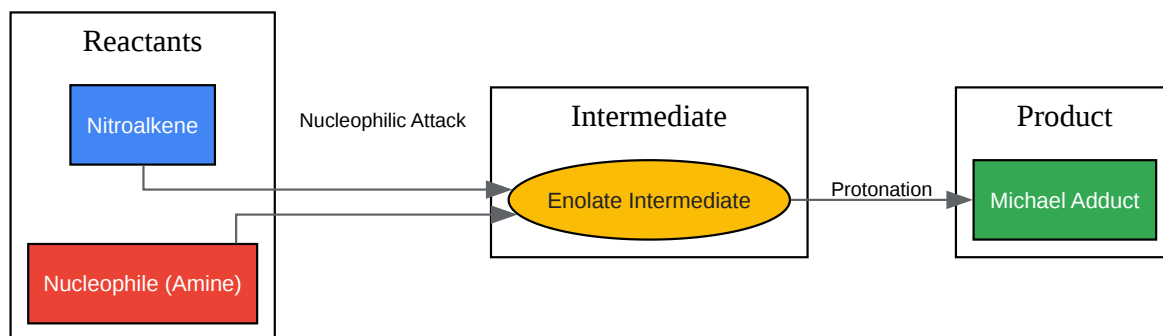 Reactants
Nitroalkene
Nucleophile (Amine)
Nucleophilic Attack
Intermediate
Enolate Intermediate
Protonation
Product
Michael Adduct